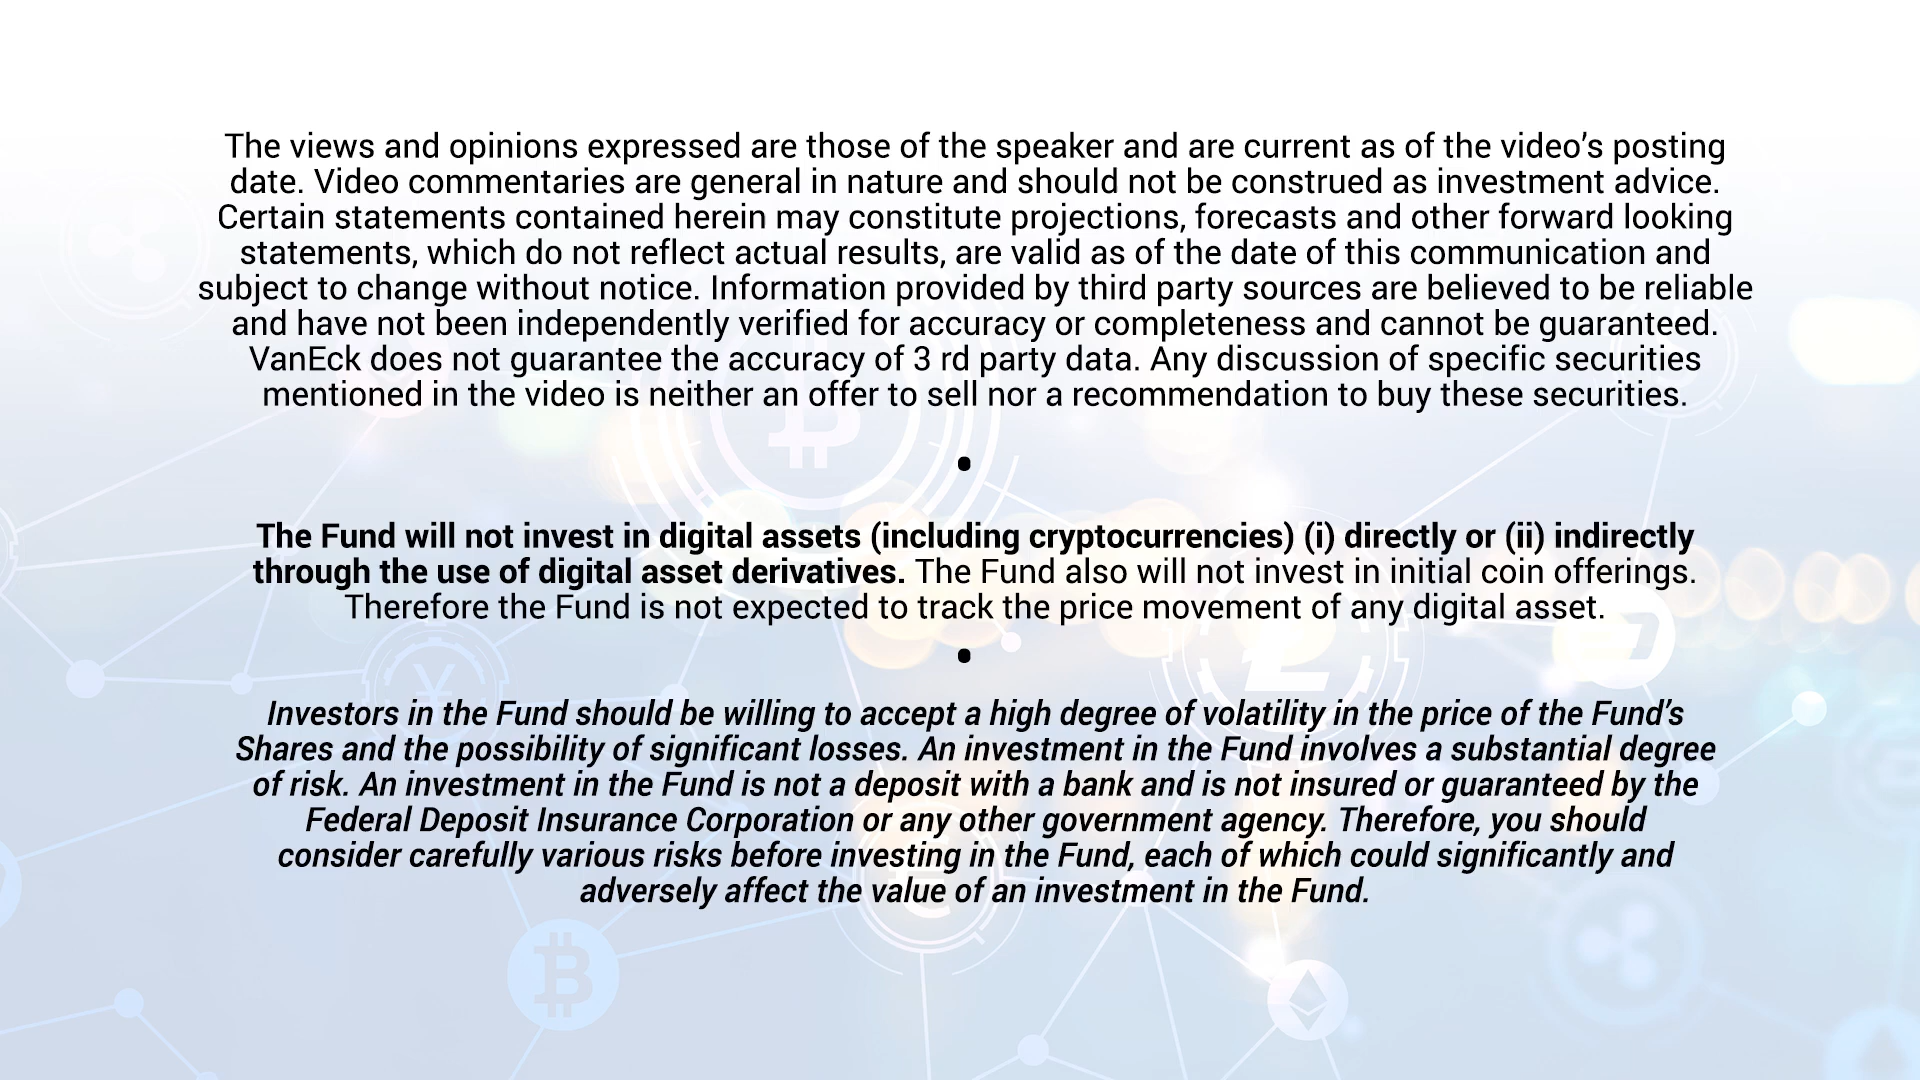 The views and opinions expressed are those of the speaker and are current as of the video’s posting
date. Video commentaries are general in nature and should not be construed as investment advice.
Certain statements contained herein may constitute projections, forecasts and other forward looking
statements, which do not reflect actual results, are valid as of the date of this communication and
subject to change without notice. Information provided by third party sources are believed to be reliable
and have not been independently verified for accuracy or completeness and cannot be guaranteed.
VanEck does not guarantee the accuracy of 3 rd party data. Any discussion of specific securities
mentioned in the video is neither an offer to sell nor a recommendation to buy these securities.
•
The Fund will not invest in digital assets (including cryptocurrencies) (i) directly or (ii) indirectly
through the use of digital asset derivatives. The Fund also will not invest in initial coin offerings.
Therefore the Fund is not expected to track the price movement of any digital asset.
•
Investors in the Fund should be willing to accept a high degree of volatility in the price of the Fund’s
Shares and the possibility of significant losses. An investment in the Fund involves a substantial degree
of risk. An investment in the Fund is not a deposit with a bank and is not insured or guaranteed by the
Federal Deposit Insurance Corporation or any other government agency. Therefore, you should
consider carefully various risks before investing in the Fund, each of which could significantly and
adversely affect the value of an investment in the Fund.